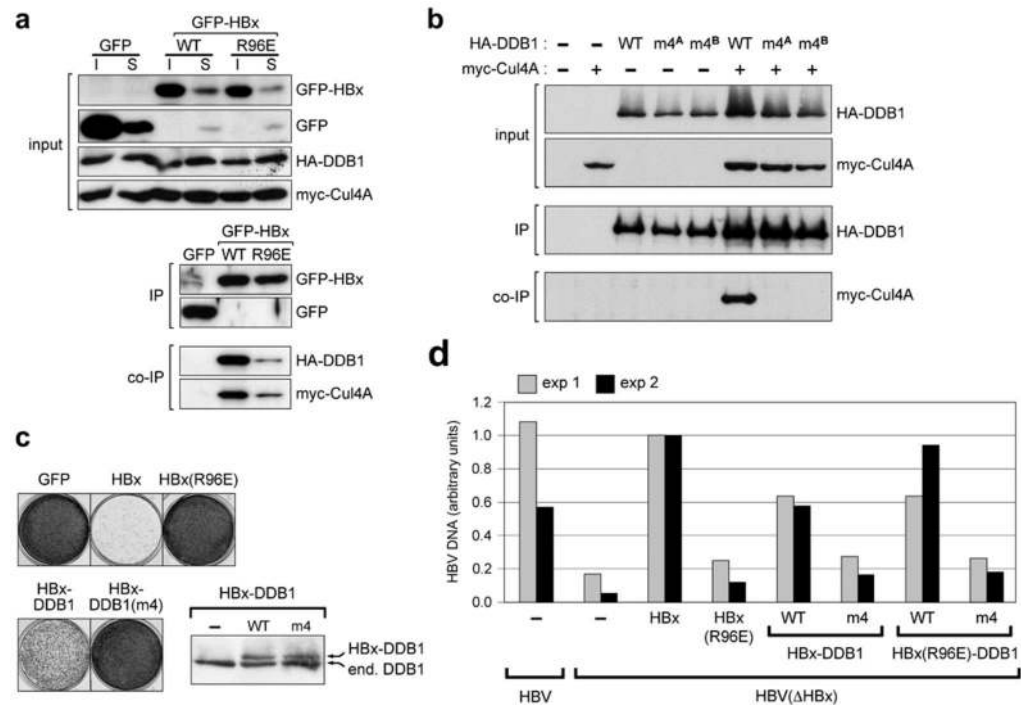 a
GFP-HBx
GFP WT R96E
I S I S I S
GFP-HBx
GFP
HA-DDB1
myc-Cul4A
input
GFP-HBx
GFP WT R96E
GFP-HBx
GFP
IP
HA-DDB1
myc-Cul4A
co-IP
b
HA-DDB1 : – – WT m4A m4B WT m4A m4B
myc-Cul4A : – + – – – + + +
HA-DDB1
myc-Cul4A
input
IP
HA-DDB1
co-IP
myc-Cul4A
c
GFP HBx HBx(R96E)
HBx-DDB1
HBx-DDB1(m4)
HBx-DDB1
– WT m4
HBx-DDB1
end. DDB1
d
exp 1 exp 2
HBV DNA (arbitrary units)
1.2
1.0
0.8
0.6
0.4
0.2
0.0
– – HBx HBx (R96E) WT m4 WT m4
HBx-DDB1 HBx(R96E)-DDB1
HBV HBV(ΔHBx)